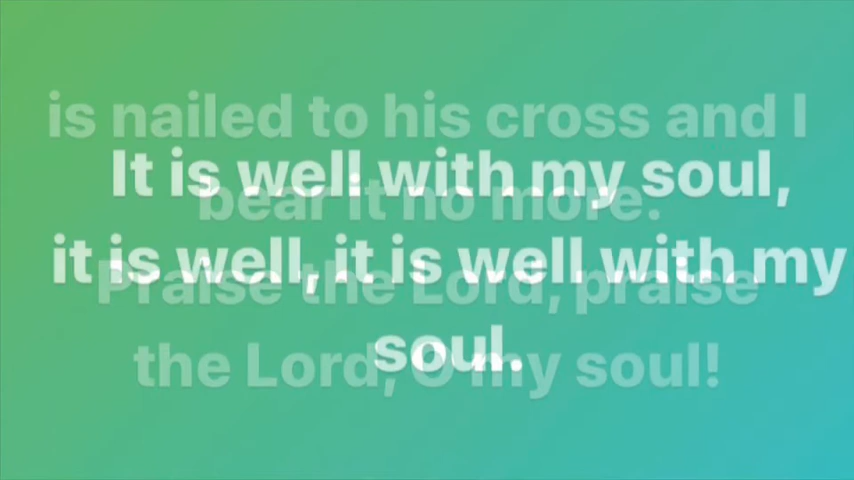 is nailed to his cross and I
It is well with my soul,
bear it no more.
it is well, it is well with my
Praise the Lord, praise
soul.
the Lord, O my soul!